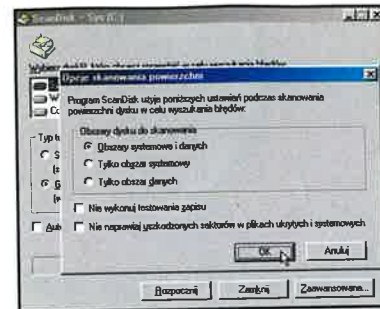 ScanDisk - Sys (C:)
Opcje skanowania powierzchni
Program ScanDisk użyje poniższych ustawień podczas skanowania
powierzchni dysku w celu wyszukania błędów:
Obszary dysku do skanowania
Obszary systemowe i danych
Tylko obszar systemowy
Tylko obszar danych
Nie wykonuj testowania zapisu
Nie naprawiaj uszkodzonych sektorów w plikach ukrytych i systemowych
OK
Anuluj
Typ t
Rozpocznij
Zamknij
Zaawansowane...